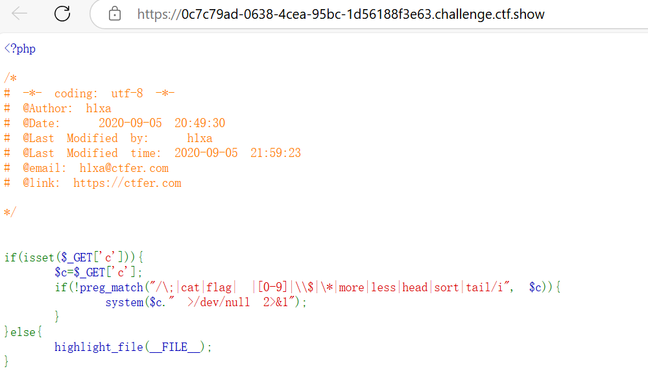 https://0c7c79ad-0638-4cea-95bc-1d56188f3e63.challenge.ctf.show
<?php
/*
# -*- coding: utf-8 -*-
# @Author: hlxa
# @Date: 2020-09-05 20:49:30
# @Last Modified by: hlxa
# @Last Modified time: 2020-09-05 21:59:23
# @email: hlxa@ctfer.com
# @link: https://ctfer.com
*/
if(isset($_GET['c'])){
$c=$_GET['c'];
if(!preg_match("/\;|cat|flag| |[0-9]|\\$|\*|more|less|head|sort|tail/i", $c)){
system($c." >/dev/null 2>&1");
}
}else{
highlight_file(__FILE__);
}